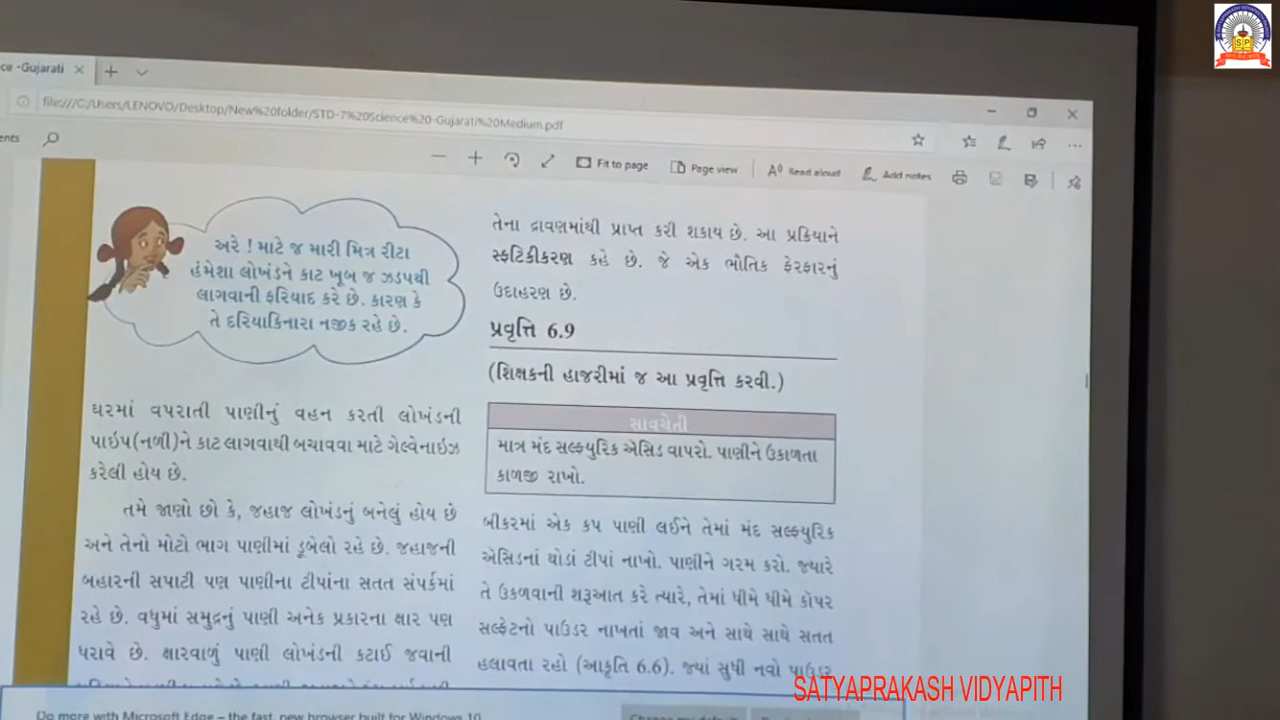 ce -Gujarati
file:///C:/Users/LENOVO/Desktop/New%20folder/STD-7%20Science%20-Gujarati%20Medium.pdf
ents
Fit to page
Page view
Read aloud
Add notes
અરે ! માટે જ મારી મિત્ર રીટા
હંમેશા લોખંડને કાટ ખૂબ જ ઝડપથી
લાગવાની ફરિયાદ કરે છે. કારણ કે
તે દરિયાકિનારા નજીક રહે છે.
ઘરમાં વપરાતી પાણીનું વહન કરતી લોખંડની
પાઇપ(નળી)ને કાટ લાગવાથી બચાવવા માટે ગેલ્વેનાઇઝ
કરેલી હોય છે.
તમે જાણો છો કે, જહાજ લોખંડનું બનેલું હોય છે
અને તેનો મોટો ભાગ પાણીમાં ડૂબેલો રહે છે. જહાજની
બહારની સપાટી પણ પાણીના ટીપાંના સતત સંપર્કમાં
રહે છે. વધુમાં સમુદ્રનું પાણી અનેક પ્રકારના ક્ષાર પણ
ધરાવે છે. ક્ષારવાળું પાણી લોખંડની કટાઈ જવાની
તેના દ્રાવણમાંથી પ્રાપ્ત કરી શકાય છે. આ પ્રક્રિયાને
સ્ફટિકીકરણ કહે છે. જે એક ભૌતિક ફેરફારનું
ઉદાહરણ છે.
પ્રવૃત્તિ 6.9
(શિક્ષકની હાજરીમાં જ આ પ્રવૃત્તિ કરવી.)
સાવચેતી
માત્ર મંદ સલ્ફ્યુરિક ઍસિડ વાપરો. પાણીને ઉકાળતા
કાળજી રાખો.
બીકરમાં એક કપ પાણી લઈને તેમાં મંદ સલ્ફ્યુરિક
ઍસિડનાં થોડાં ટીપાં નાખો. પાણીને ગરમ કરો. જ્યારે
તે ઉકળવાની શરૂઆત કરે ત્યારે, તેમાં ધીમે ધીમે કૉપર
સલ્ફેટનો પાઉડર નાખતાં જાવ અને સાથે સાથે સતત
હલાવતા રહો (આકૃતિ 6.6). જ્યાં સુધી નવો પાઉડર
SATYAPRAKASH VIDYAPITH
Do more with Microsoft Edge – the fast, new browser built for Windows 10